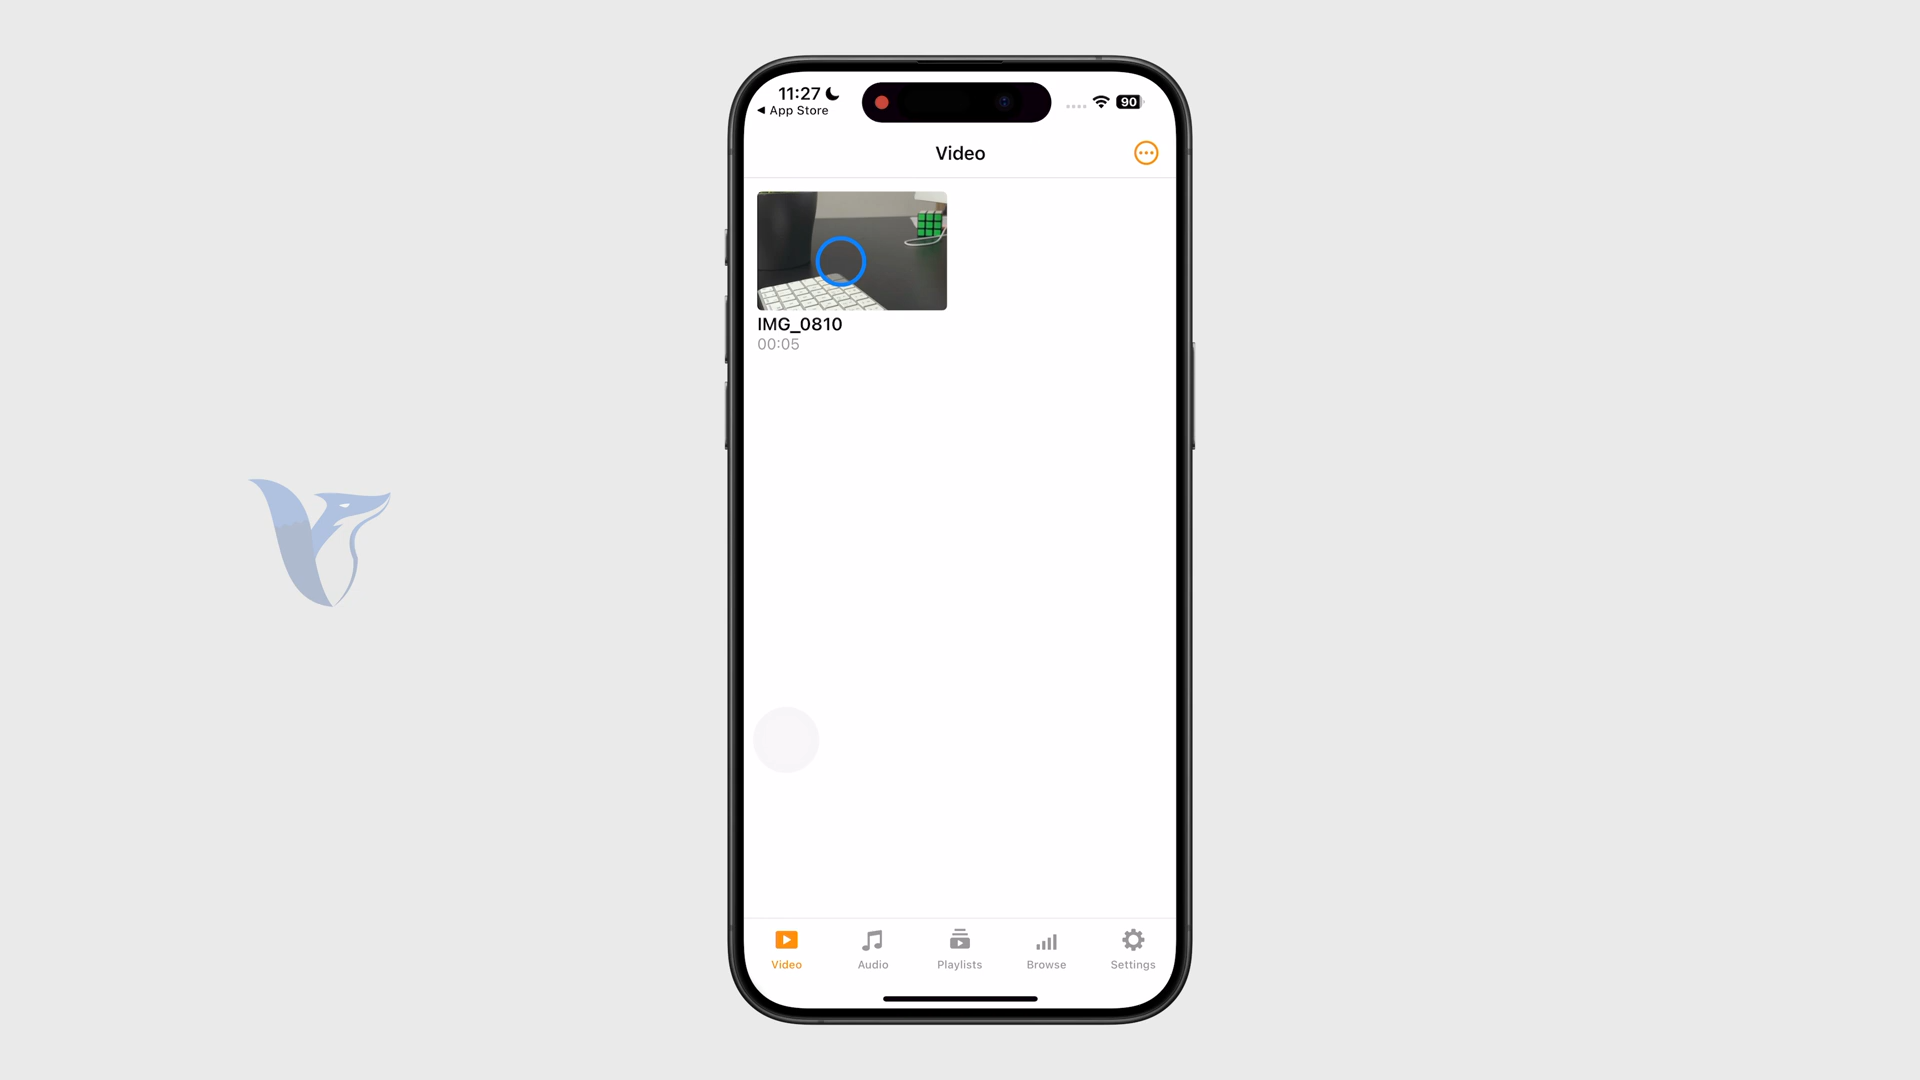 11:27
◀ App Store
90
Video
IMG_0810
00:05
Video
Audio
Playlists
Browse
Settings